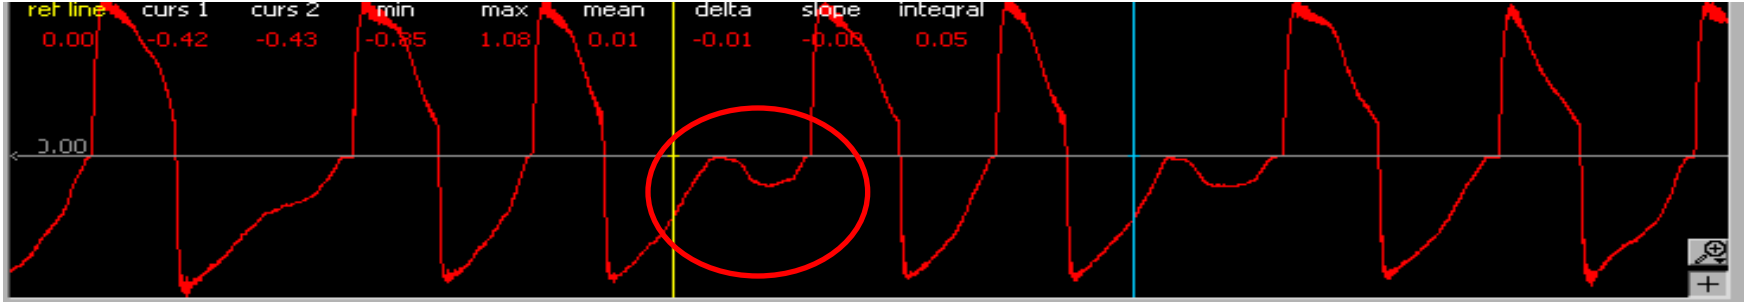 ref line curs 1 curs 2 min max mean delta slope integral
0.00 -0.42 -0.43 -0.85 1.08 0.01 -0.01 -0.00 0.05
0.00